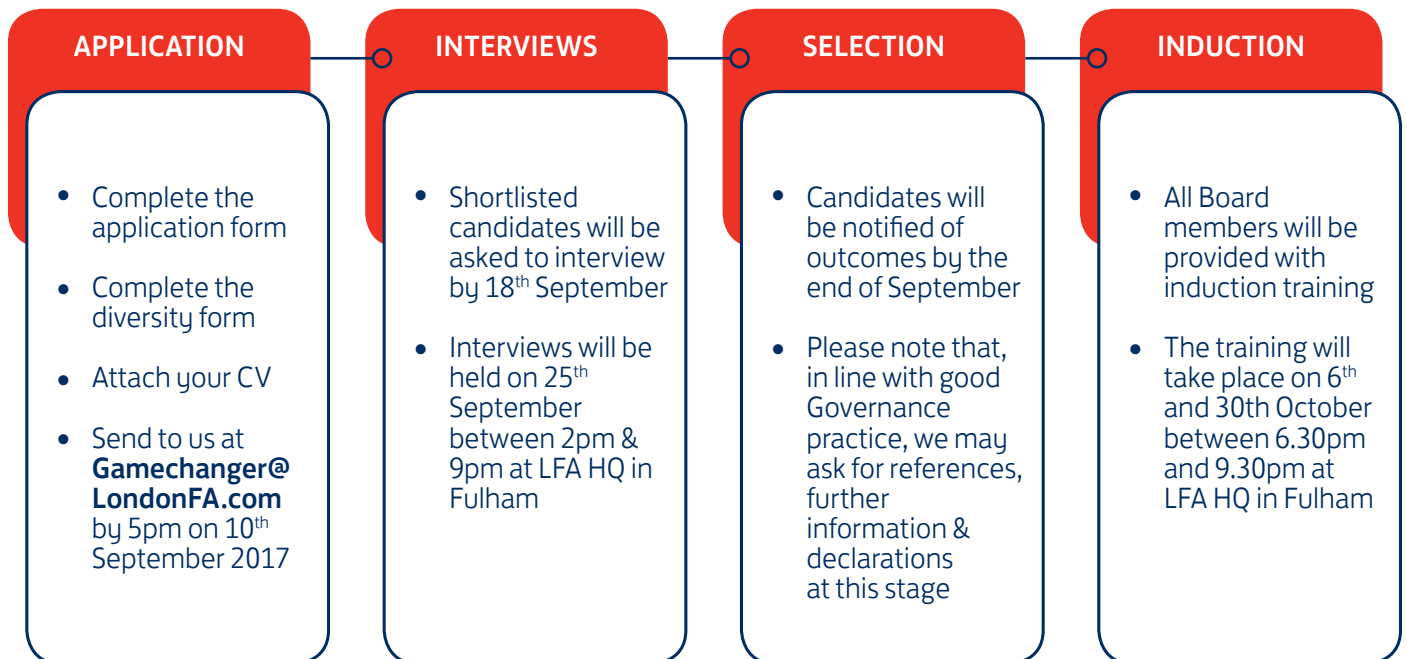 APPLICATION
• Complete the
application form
• Complete the
diversity form
• Attach your CV
• Send to us at
Gamechanger@
LondonFA.com
by 5pm on 10th
September 2017
INTERVIEWS
• Shortlisted
candidates will be
asked to interview
by 18th September
• Interviews will be
held on 25th
September
between 2pm &
9pm at LFA HQ in
Fulham
SELECTION
• Candidates will
be notified of
outcomes by the
end of September
• Please note that,
in line with good
Governance
practice, we may
ask for references,
further
information &
declarations
at this stage
INDUCTION
• All Board
members will be
provided with
induction training
• The training will
take place on 6th
and 30th October
between 6.30pm
and 9.30pm at
LFA HQ in Fulham